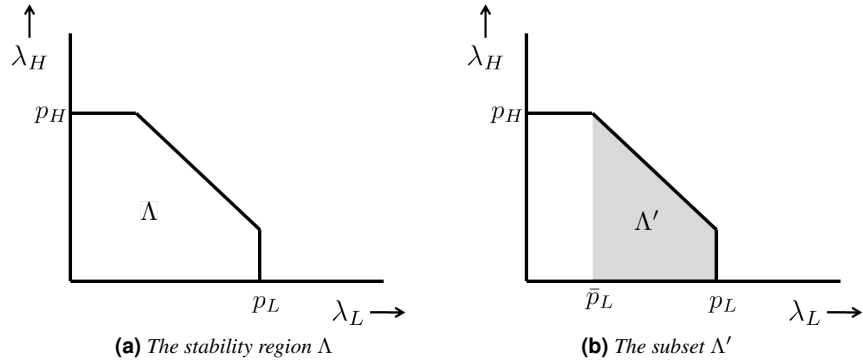 λ_H
p_H
Λ
p_L
λ_L
(a) The stability region Λ
λ_H
p_H
Λ′
p̄_L
p_L
λ_L
(b) The subset Λ′